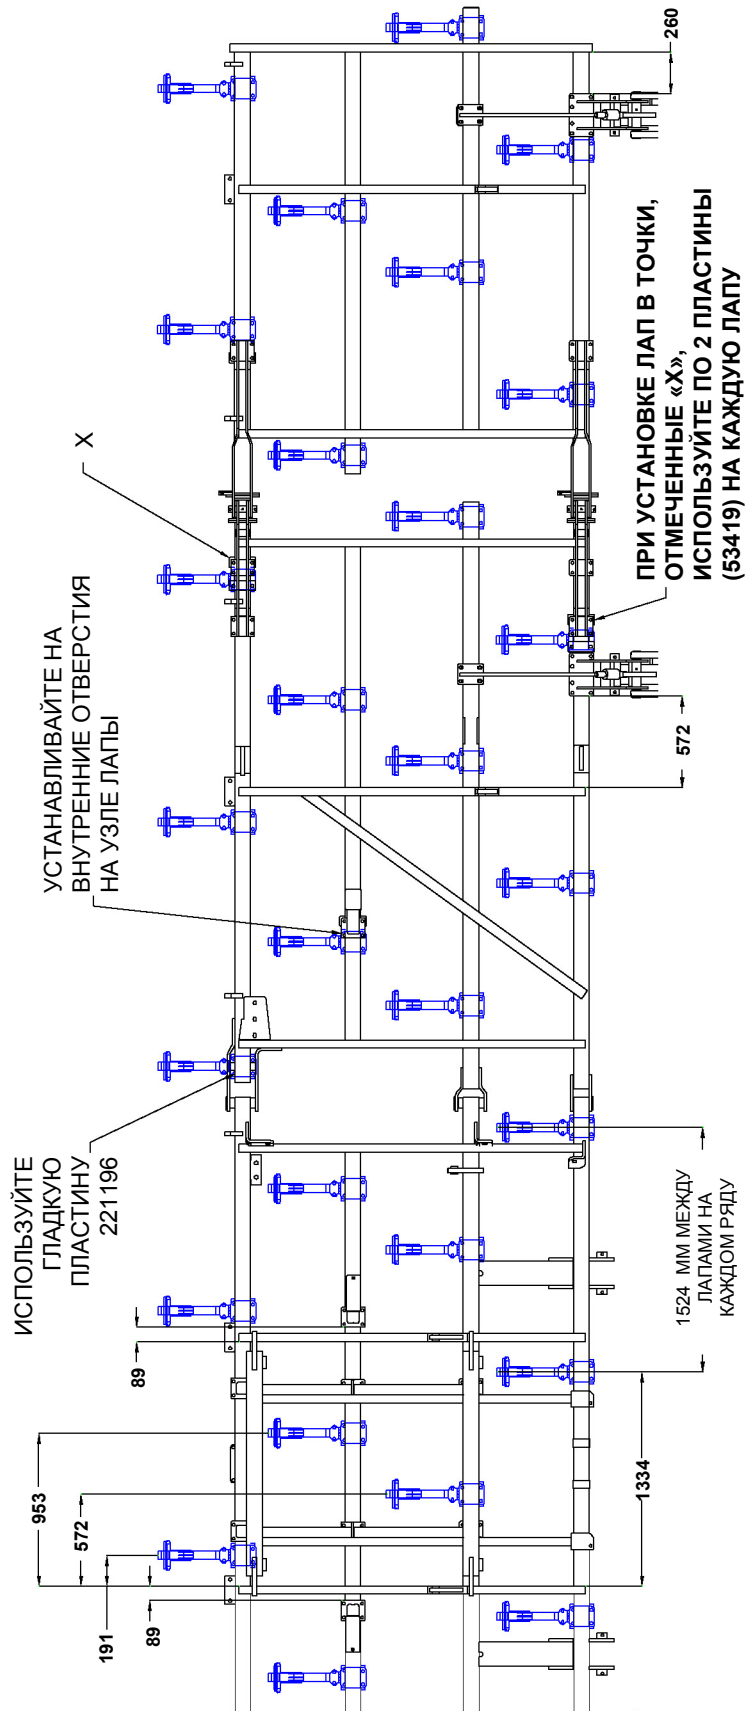 260
ПРИ УСТАНОВКЕ ЛАП В ТОЧКИ,
ОТМЕЧЕННЫЕ «X»,
ИСПОЛЬЗУЙТЕ ПО 2 ПЛАСТИНЫ
(53419) НА КАЖДУЮ ЛАПУ
X
УСТАНАВЛИВАЙТЕ НА
ВНУТРЕННИЕ ОТВЕРСТИЯ
НА УЗЛЕ ЛАПЫ
572
ИСПОЛЬЗУЙТЕ
ГЛАДКУЮ
ПЛАСТИНУ
221196
1524 ММ МЕЖДУ
ЛАПАМИ НА
КАЖДОМ РЯДУ
89
953
572
191
89
1334